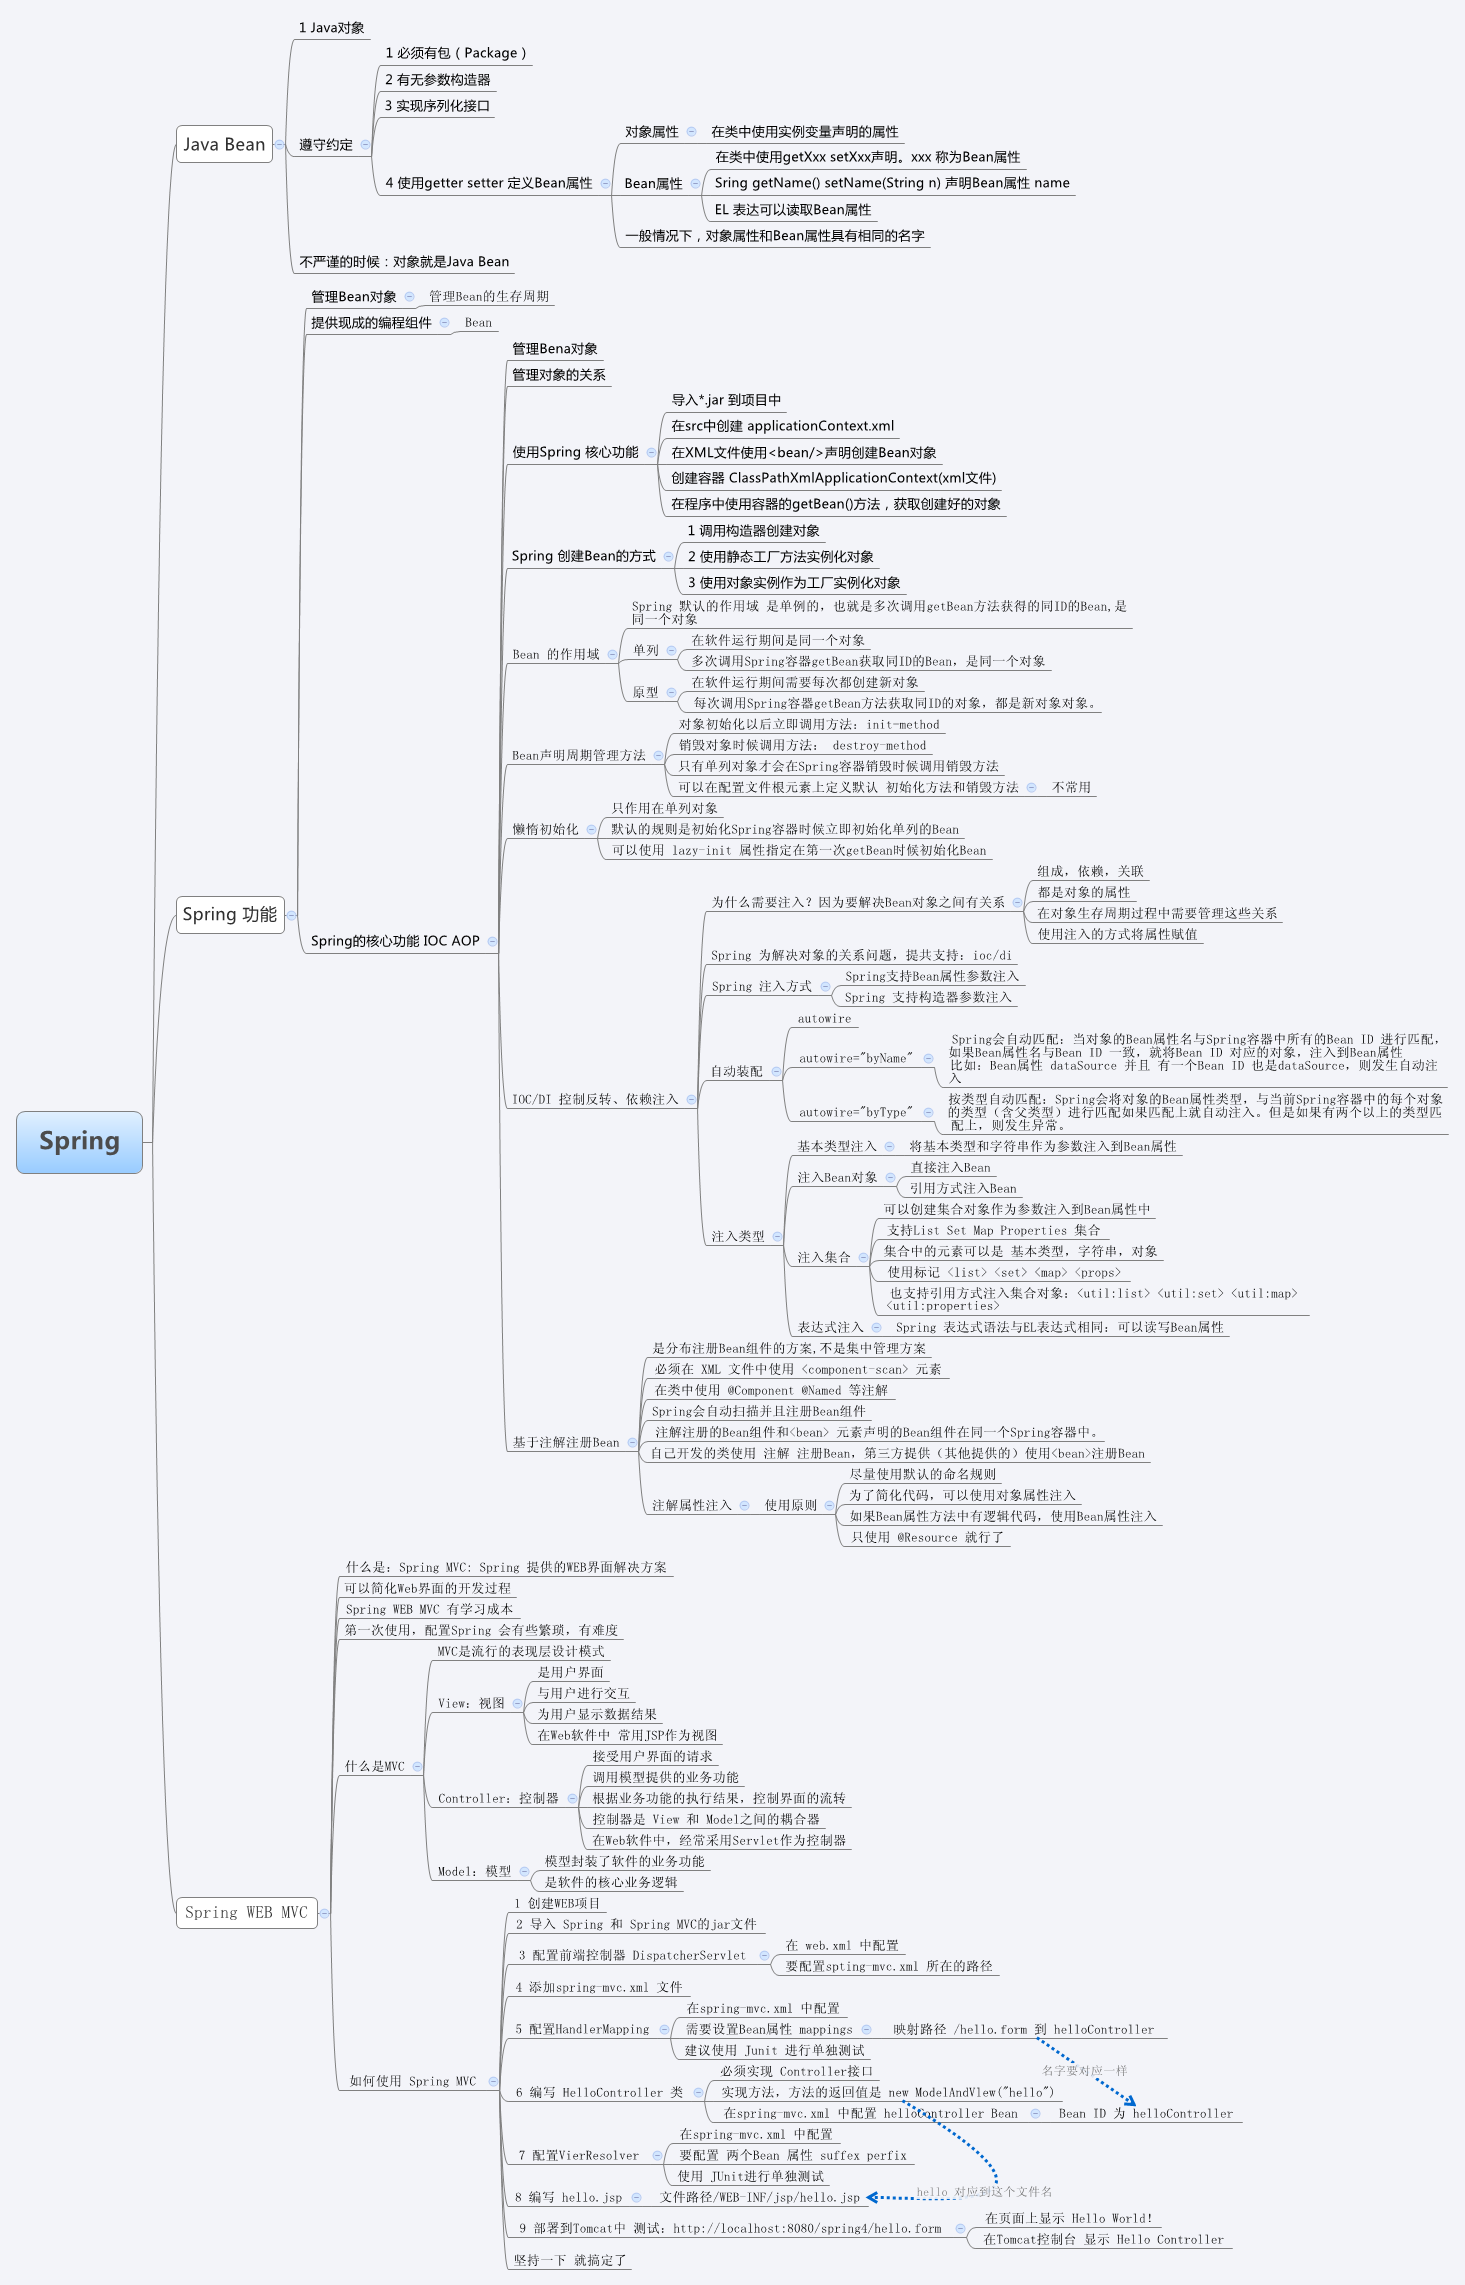 1 Java对象
1 必须有包（Package）
2 有无参数构造器
3 实现序列化接口
Java Bean
遵守约定
对象属性
在类中使用实例变量声明的属性
在类中使用getXxx setXxx声明。xxx 称为Bean属性
4 使用getter setter 定义Bean属性
Bean属性
Sring getName() setName(String n) 声明Bean属性 name
EL 表达可以读取Bean属性
一般情况下，对象属性和Bean属性具有相同的名字
不严谨的时候：对象就是Java Bean
管理Bean对象
管理Bean的生存周期
提供现成的编程组件
Bean
管理Bena对象
管理对象的关系
导入*.jar 到项目中
在src中创建 applicationContext.xml
使用Spring 核心功能
在XML文件使用<bean/>声明创建Bean对象
创建容器 ClassPathXmlApplicationContext(xml文件)
在程序中使用容器的getBean()方法，获取创建好的对象
1 调用构造器创建对象
Spring 创建Bean的方式
2 使用静态工厂方法实例化对象
3 使用对象实例作为工厂实例化对象
Spring 默认的作用域 是单例的，也就是多次调用getBean方法获得的同ID的Bean,是
同一个对象
Bean 的作用域
单列
在软件运行期间是同一个对象
多次调用Spring容器getBean获取同ID的Bean，是同一个对象
原型
在软件运行期间需要每次都创建新对象
每次调用Spring容器getBean方法获取同ID的对象，都是新对象对象。
对象初始化以后立即调用方法：init-method
Bean声明周期管理方法
销毁对象时候调用方法： destroy-method
只有单列对象才会在Spring容器销毁时候调用销毁方法
可以在配置文件根元素上定义默认 初始化方法和销毁方法
不常用
只作用在单列对象
懒惰初始化
默认的规则是初始化Spring容器时候立即初始化单列的Bean
可以使用 lazy-init 属性指定在第一次getBean时候初始化Bean
Spring 功能
Spring的核心功能 IOC AOP
组成，依赖，关联
为什么需要注入？因为要解决Bean对象之间有关系
都是对象的属性
在对象生存周期过程中需要管理这些关系
使用注入的方式将属性赋值
Spring 为解决对象的关系问题，提共支持：ioc/di
Spring 注入方式
Spring支持Bean属性参数注入
Spring 支持构造器参数注入
autowire
自动装配
autowire="byName"
Spring会自动匹配：当对象的Bean属性名与Spring容器中所有的Bean ID 进行匹配，
如果Bean属性名与Bean ID 一致，就将Bean ID 对应的对象，注入到Bean属性
比如：Bean属性 dataSource 并且 有一个Bean ID 也是dataSource，则发生自动注
入
IOC/DI 控制反转、依赖注入
autowire="byType"
按类型自动匹配：Spring会将对象的Bean属性类型，与当前Spring容器中的每个对象
的类型（含父类型）进行匹配如果匹配上就自动注入。但是如果有两个以上的类型匹
配上，则发生异常。
Spring
基本类型注入
将基本类型和字符串作为参数注入到Bean属性
注入Bean对象
直接注入Bean
引用方式注入Bean
注入类型
可以创建集合对象作为参数注入到Bean属性中
支持List Set Map Properties 集合
注入集合
集合中的元素可以是 基本类型，字符串，对象
使用标记 <list> <set> <map> <props>
也支持引用方式注入集合对象：<util:list> <util:set> <util:map>
<util:properties>
表达式注入
Spring 表达式语法与EL表达式相同：可以读写Bean属性
是分布注册Bean组件的方案,不是集中管理方案
必须在 XML 文件中使用 <component-scan> 元素
在类中使用 @Component @Named 等注解
Spring会自动扫描并且注册Bean组件
基于注解注册Bean
注解注册的Bean组件和<bean> 元素声明的Bean组件在同一个Spring容器中。
自己开发的类使用 注解 注册Bean，第三方提供（其他提供的）使用<bean>注册Bean
注解属性注入
使用原则
尽量使用默认的命名规则
为了简化代码，可以使用对象属性注入
如果Bean属性方法中有逻辑代码，使用Bean属性注入
只使用 @Resource 就行了
什么是：Spring MVC: Spring 提供的WEB界面解决方案
可以简化Web界面的开发过程
Spring WEB MVC 有学习成本
第一次使用，配置Spring 会有些繁琐，有难度
MVC是流行的表现层设计模式
View：视图
是用户界面
与用户进行交互
为用户显示数据结果
在Web软件中 常用JSP作为视图
什么是MVC
接受用户界面的请求
调用模型提供的业务功能
Controller：控制器
根据业务功能的执行结果，控制界面的流转
控制器是 View 和 Model之间的耦合器
在Web软件中，经常采用Servlet作为控制器
Model：模型
模型封装了软件的业务功能
是软件的核心业务逻辑
Spring WEB MVC
1 创建WEB项目
2 导入 Spring 和 Spring MVC的jar文件
3 配置前端控制器 DispatcherServlet
在 web.xml 中配置
要配置spting-mvc.xml 所在的路径
4 添加spring-mvc.xml 文件
5 配置HandlerMapping
在spring-mvc.xml 中配置
需要设置Bean属性 mappings
映射路径 /hello.form 到 helloController
建议使用 Junit 进行单独测试
名字要对应一样
如何使用 Spring MVC
6 编写 HelloController 类
必须实现 Controller接口
实现方法，方法的返回值是 new ModelAndVlew("hello")
在spring-mvc.xml 中配置 helloController Bean
Bean ID 为 helloController
7 配置VierResolver
在spring-mvc.xml 中配置
要配置 两个Bean 属性 suffex perfix
使用 JUnit进行单独测试
8 编写 hello.jsp
文件路径/WEB-INF/jsp/hello.jsp
hello 对应到这个文件名
9 部署到Tomcat中 测试：http://localhost:8080/spring4/hello.form
在页面上显示 Hello World!
在Tomcat控制台 显示 Hello Controller
坚持一下 就搞定了